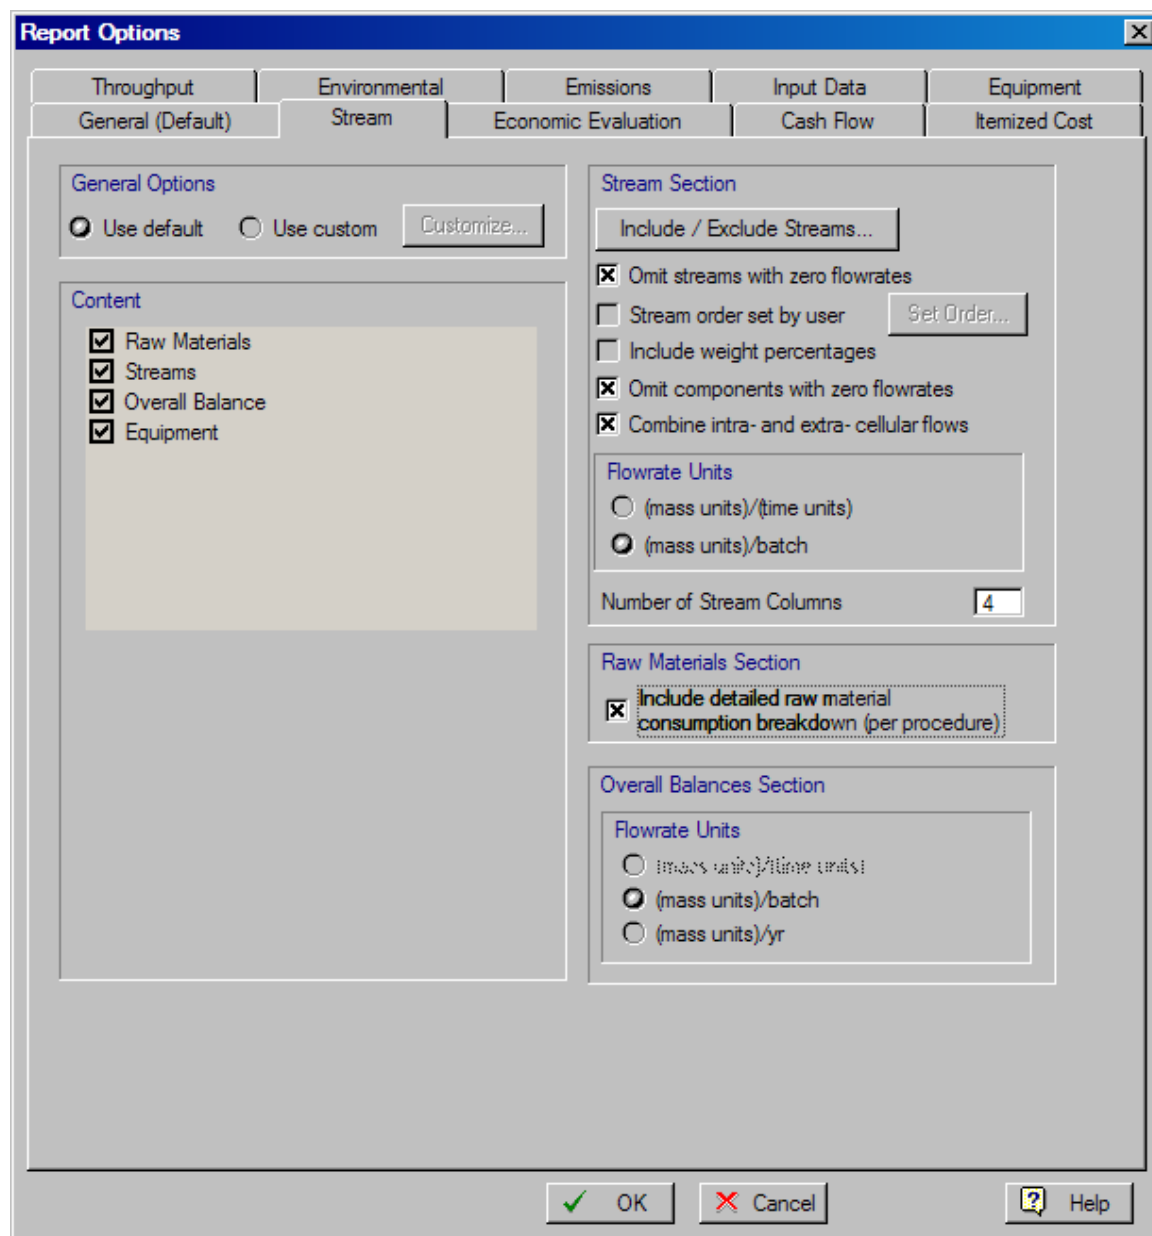 Report Options
Throughput
Environmental
Emissions
Input Data
Equipment
General (Default)
Stream
Economic Evaluation
Cash Flow
Itemized Cost
General Options
Use default
Use custom
Customize...
Content
Raw Materials
Streams
Overall Balance
Equipment
Stream Section
Include / Exclude Streams...
Omit streams with zero flowrates
Stream order set by user
Set Order...
Include weight percentages
Omit components with zero flowrates
Combine intra- and extra- cellular flows
Flowrate Units
(mass units)/(time units)
(mass units)/batch
Number of Stream Columns
4
Raw Materials Section
Include detailed raw material
consumption breakdown (per procedure)
Overall Balances Section
Flowrate Units
(mass units)/(time units)
(mass units)/batch
(mass units)/yr
OK
Cancel
Help